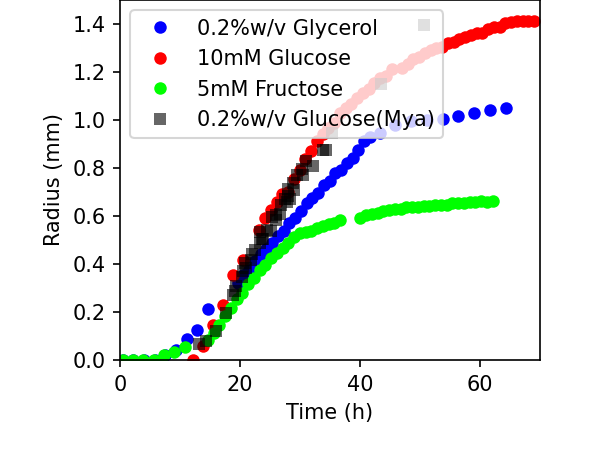 0.2%w/v Glycerol
10mM Glucose
5mM Fructose
0.2%w/v Glucose(Mya)
Radius (mm)
1.4
1.2
1.0
0.8
0.6
0.4
0.2
0.0
0 20 40 60
Time (h)